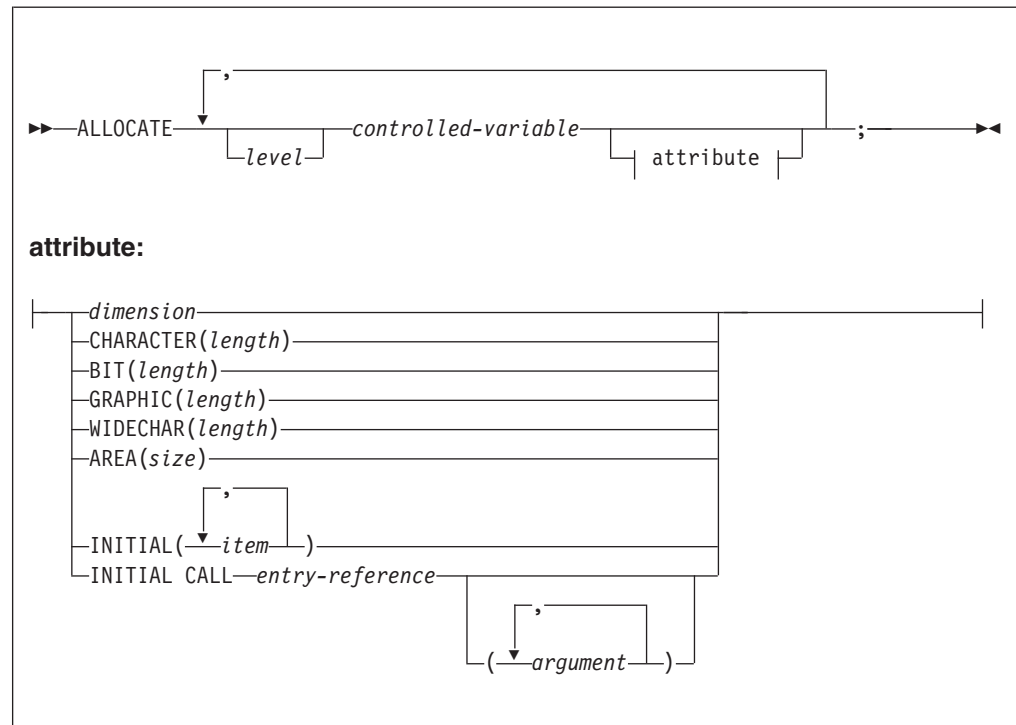 ,
ALLOCATE controlled-variable ;
level attribute
attribute:
dimension
CHARACTER(length)
BIT(length)
GRAPHIC(length)
WIDECHAR(length)
AREA(size)
,
INITIAL( item )
INITIAL CALL entry-reference
,
( argument )